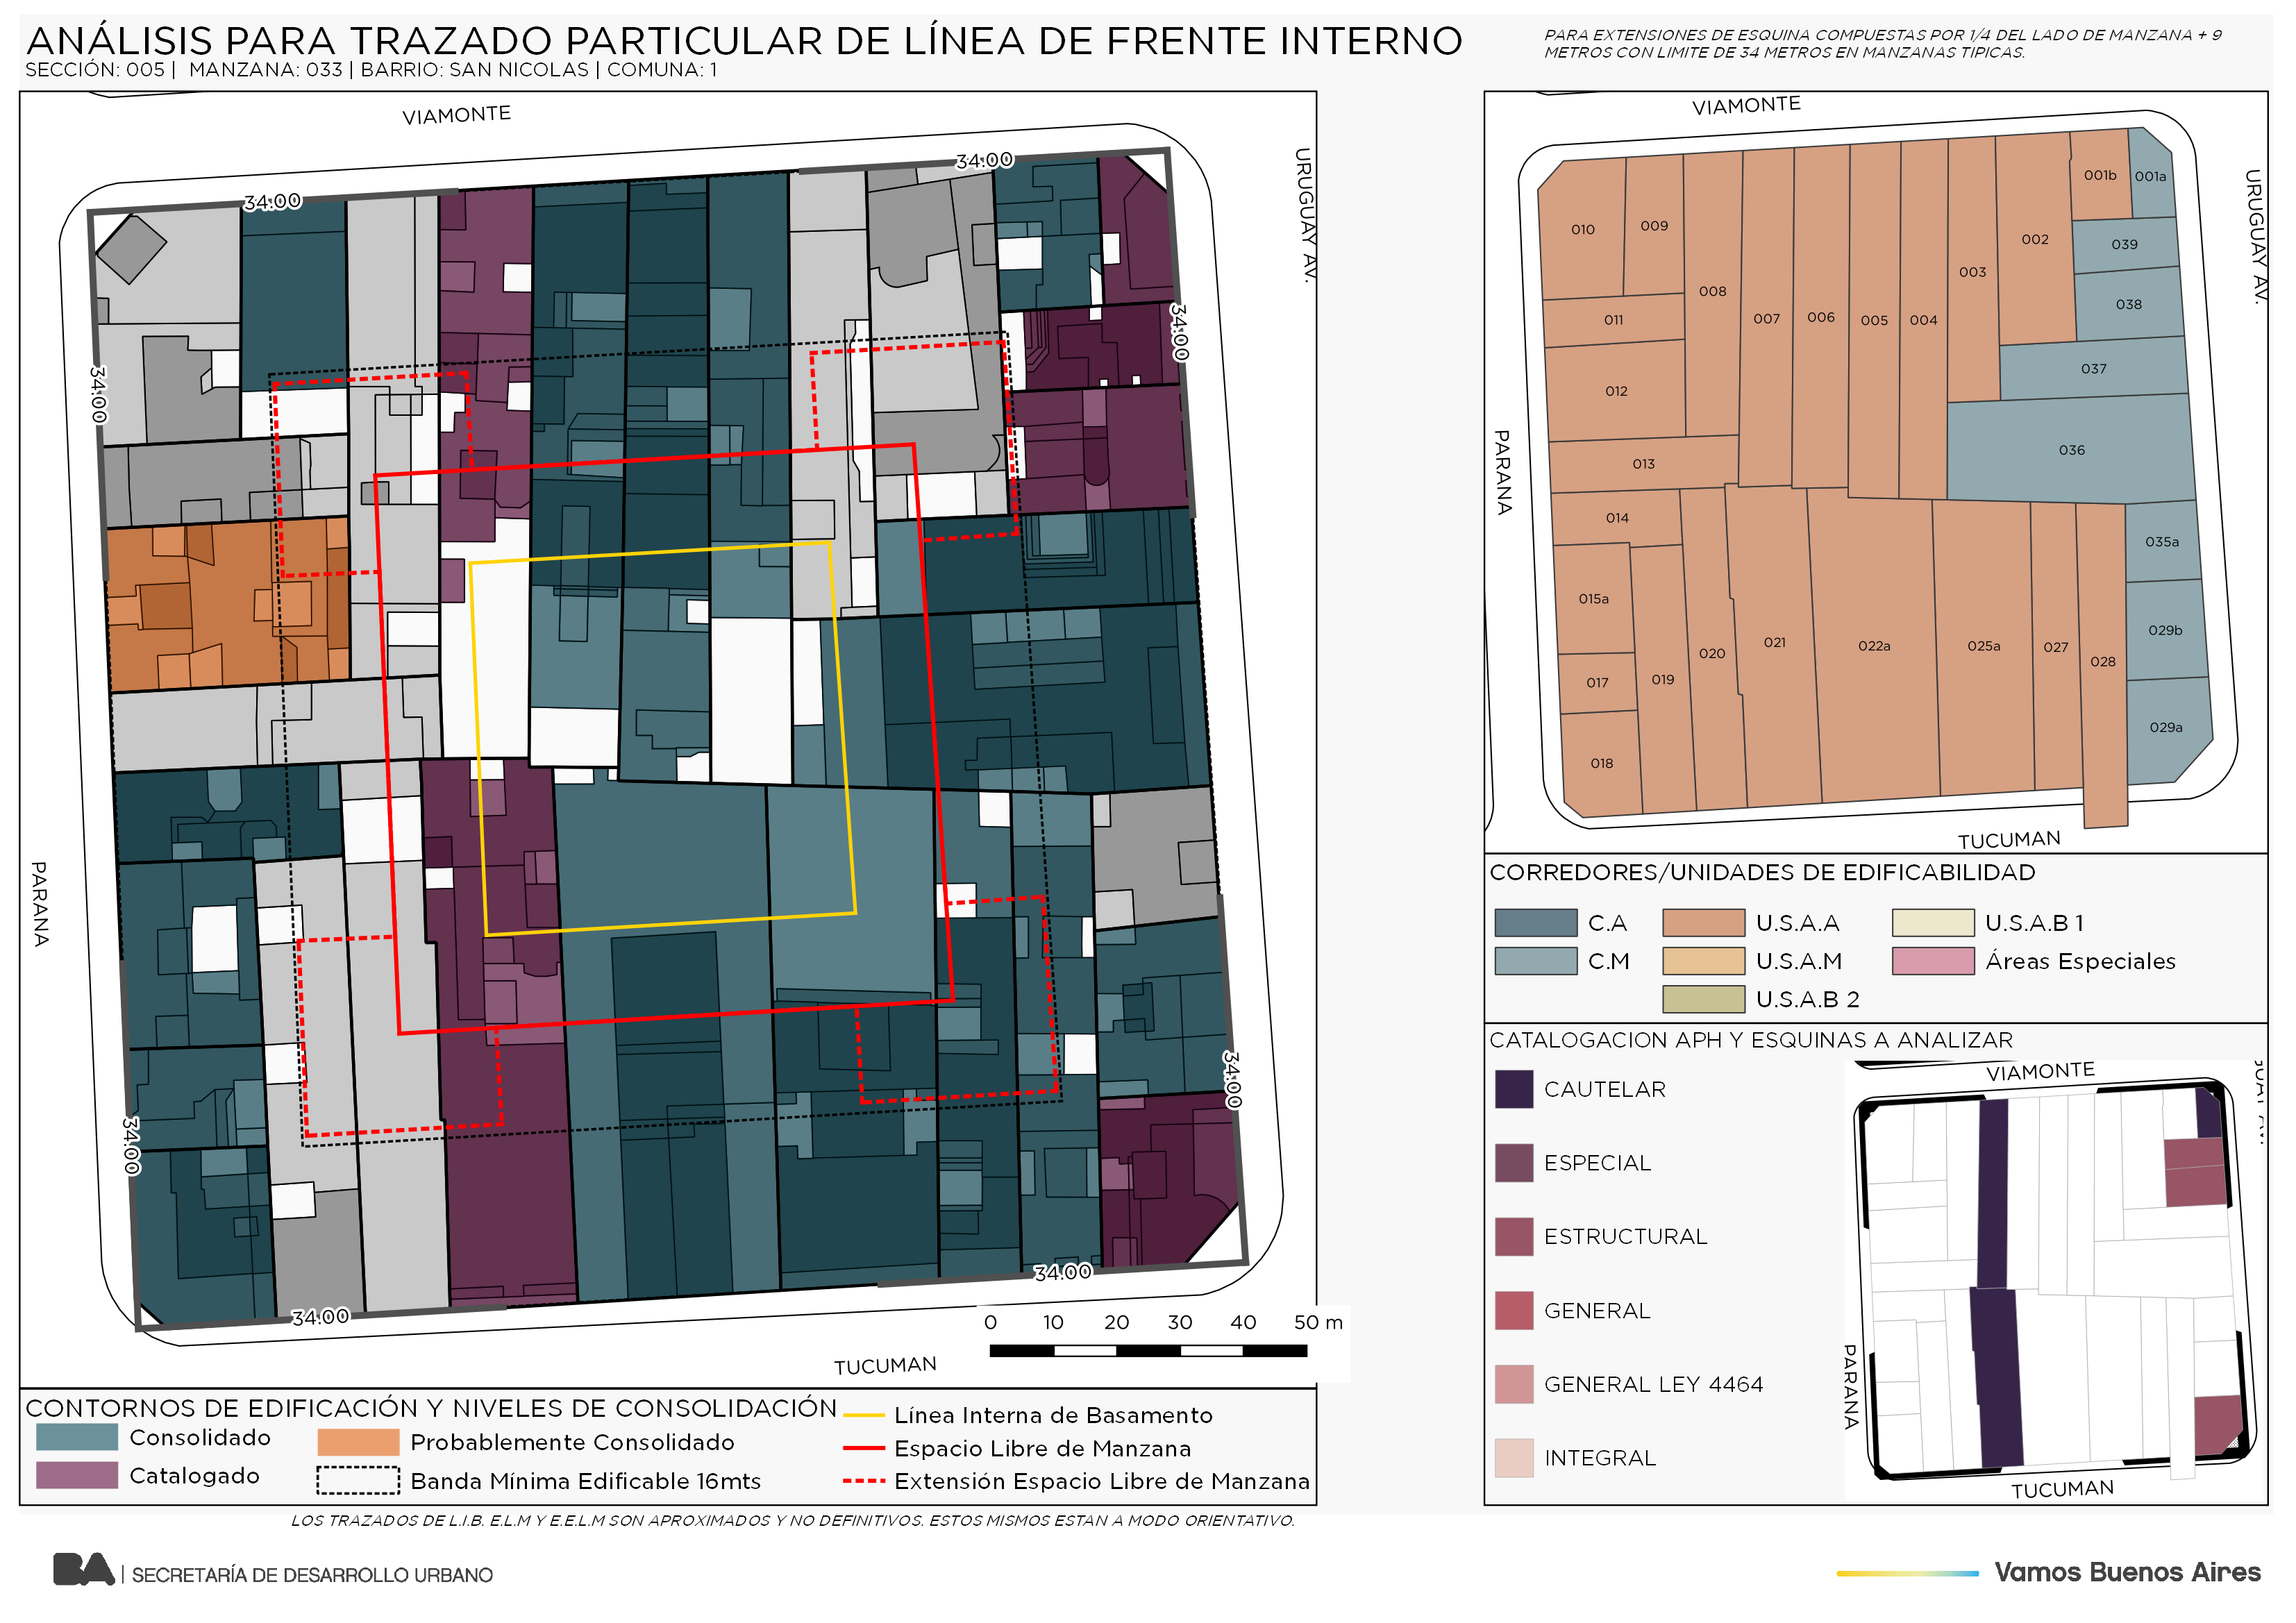 ANÁLISIS PARA TRAZADO PARTICULAR DE LÍNEA DE FRENTE INTERNO
SECCIÓN: 005 | MANZANA: 033 | BARRIO: SAN NICOLAS | COMUNA: 1
PARA EXTENSIONES DE ESQUINA COMPUESTAS POR 1/4 DEL LADO DE MANZANA + 9
METROS CON LIMITE DE 34 METROS EN MANZANAS TIPICAS.
VIAMONTE
URUGUAY AV.
34.00
34.00
34.00
34.00
PARANA
34.00
34.00
34.00
34.00
TUCUMAN
0 10 20 30 40 50 m
CONTORNOS DE EDIFICACIÓN Y NIVELES DE CONSOLIDACIÓN
Consolidado
Catalogado
Probablemente Consolidado
Banda Mínima Edificable 16mts
Línea Interna de Basamento
Espacio Libre de Manzana
Extensión Espacio Libre de Manzana
LOS TRAZADOS DE L.I.B. E.L.M Y E.E.L.M SON APROXIMADOS Y NO DEFINITIVOS. ESTOS MISMOS ESTAN A MODO ORIENTATIVO.
VIAMONTE
URUGUAY AV.
PARANA
001b
001a
010
009
002
039
003
038
008
011
007
006
005
004
037
012
036
013
014
035a
015a
029b
021
022a
025a
027
020
028
019
017
029a
018
TUCUMAN
CORREDORES/UNIDADES DE EDIFICABILIDAD
C.A
U.S.A.A
U.S.A.B 1
C.M
U.S.A.M
Áreas Especiales
U.S.A.B 2
CATALOGACION APH Y ESQUINAS A ANALIZAR
CAUTELAR
ESPECIAL
ESTRUCTURAL
GENERAL
GENERAL LEY 4464
INTEGRAL
VIAMONTE
PARANA
TUCUMAN
BA | SECRETARÍA DE DESARROLLO URBANO
Vamos Buenos Aires